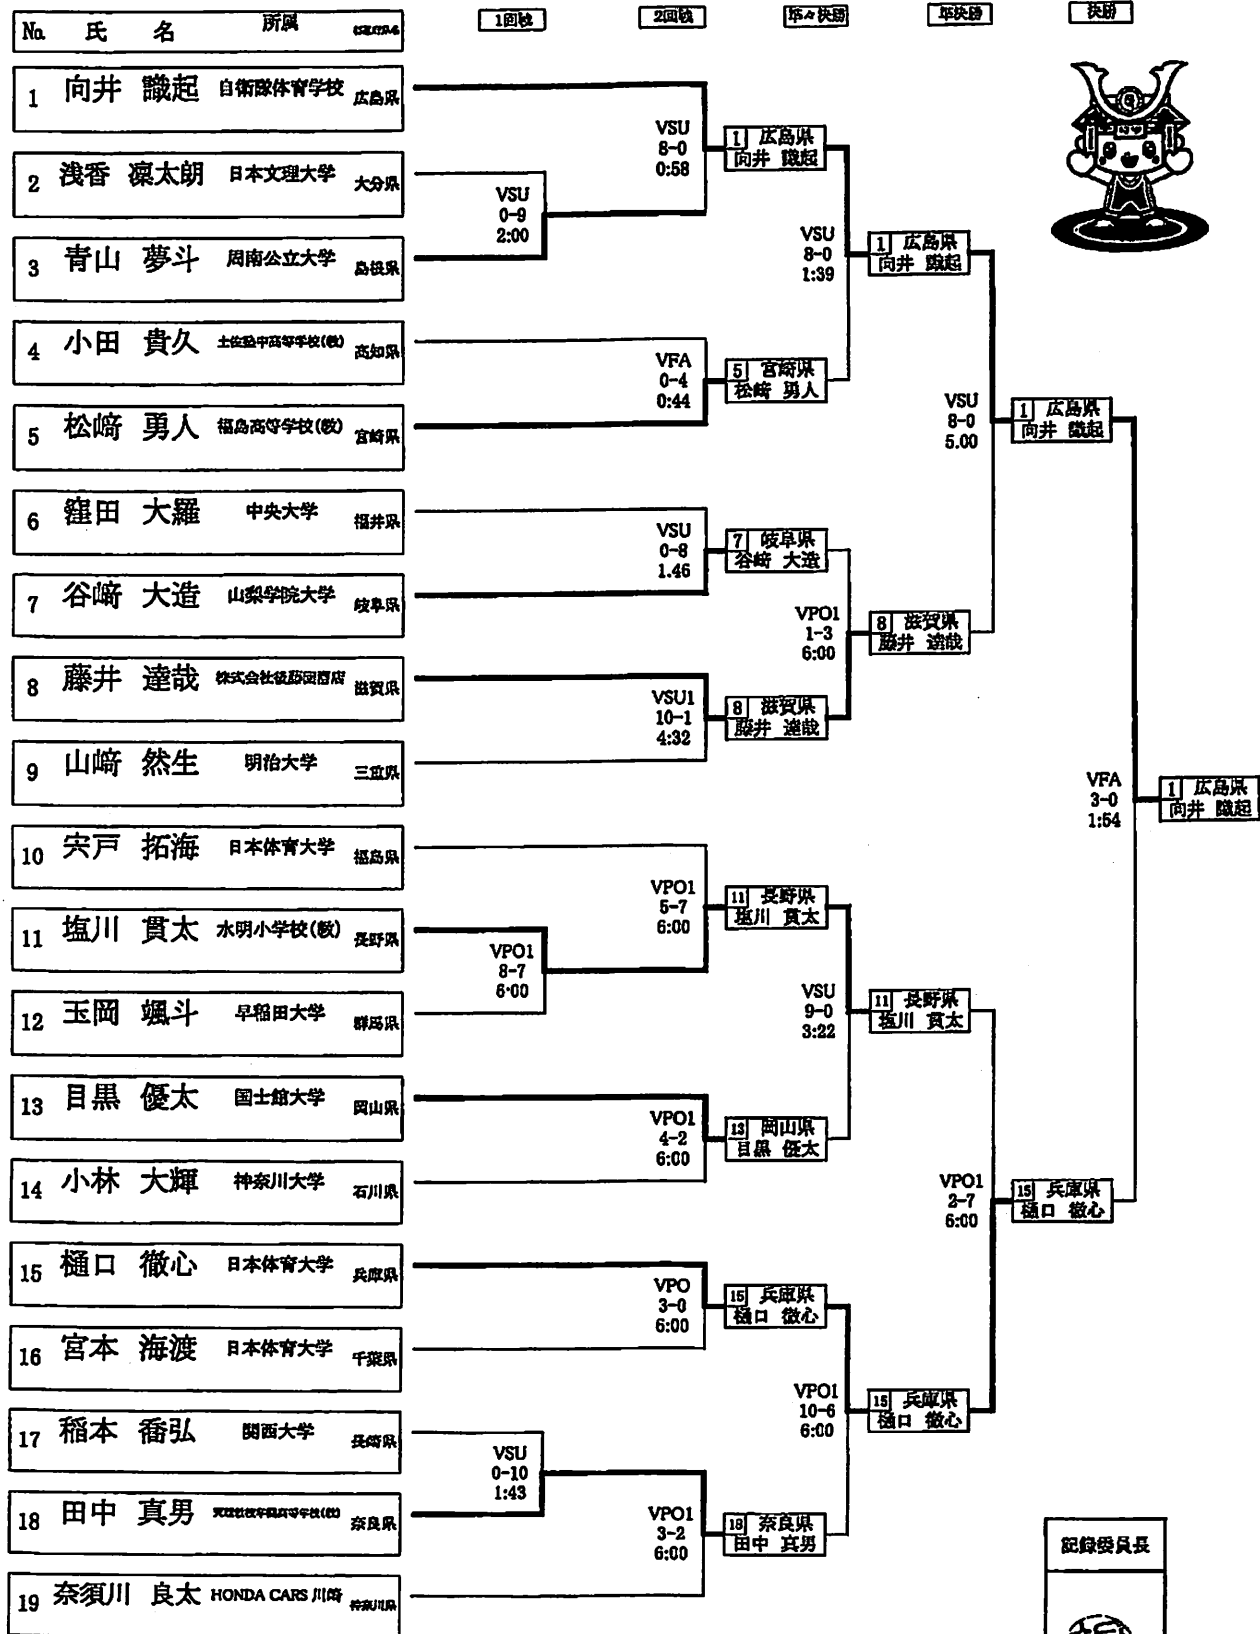 No. 氏 名 所属
1回戦 2回戦 準々決勝 準決勝 決勝
1 向井 識起 自衛隊体育学校 広島県
2 浅香 凛太朗 日本文理大学 大分県
3 青山 夢斗 周南公立大学 島根県
4 小田 貴久 土佐塾中高等学校(教) 高知県
5 松﨑 勇人 福島高等学校(教) 宮崎県
6 窪田 大羅 中央大学 福井県
7 谷﨑 大造 山梨学院大学 岐阜県
8 藤井 達哉 滋賀県
9 山﨑 然生 明治大学 三重県
10 宍戸 拓海 日本体育大学 福島県
11 塩川 貫太 水明小学校(教) 長野県
12 玉岡 颯斗 早稲田大学 群馬県
13 目黒 優太 国士館大学 岡山県
14 小林 大輝 神奈川大学 石川県
15 樋口 徹心 日本体育大学 兵庫県
16 宮本 海渡 日本体育大学 千葉県
17 稲本 喬弘 関西大学 長崎県
18 田中 真男 奈良県
19 奈須川 良太 HONDA CARS 川崎 神奈川県
VSU
0-9
2:00
VPO1
8-7
6:00
VSU
0-10
1:43
VSU
8-0
0:58
VFA
0-4
0:44
VSU
0-8
1.46
VSU1
10-1
4:32
VPO1
5-7
6:00
VPO1
4-2
6:00
VPO
3-0
6:00
VPO1
3-2
6:00
1 広島県
向井 識起
5 宮崎県
松﨑 勇人
7 岐阜県
谷﨑 大造
8 滋賀県
藤井 達哉
11 長野県
塩川 貫太
13 岡山県
目黒 優太
15 兵庫県
樋口 徹心
18 奈良県
田中 真男
VSU
8-0
1:39
VPO1
1-3
6:00
VSU
9-0
3:22
VPO1
10-6
6:00
1 広島県
向井 識起
8 滋賀県
藤井 達哉
11 長野県
塩川 貫太
15 兵庫県
樋口 徹心
VSU
8-0
5.00
VPO1
2-7
6:00
1 広島県
向井 識起
15 兵庫県
樋口 徹心
VFA
3-0
1:54
1 広島県
向井 識起
記録委員長